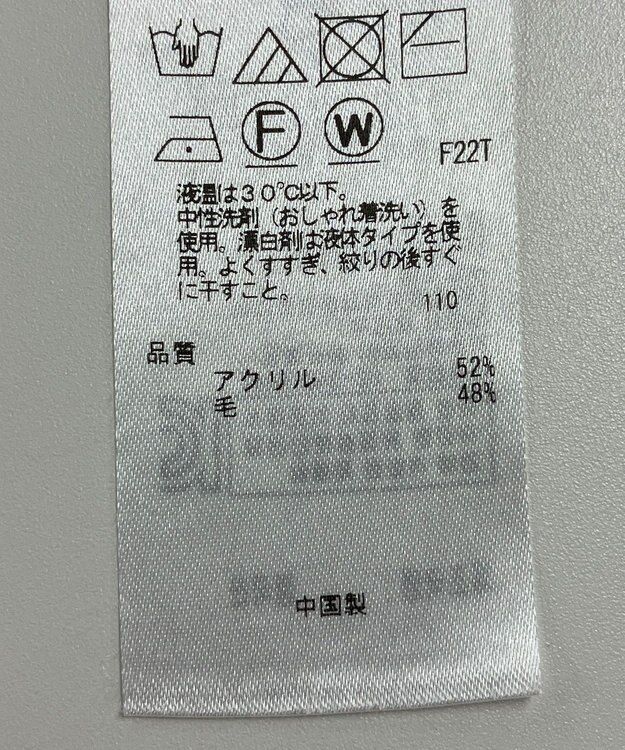 F W
F22T
液温は30℃以下。
中性洗剤（おしゃれ着洗い）を
使用。漂白剤は液体タイプを使
用。よくすすぎ、絞りの後すぐ
に干すこと。
110
品質
アクリル 52%
毛 48%
中国製